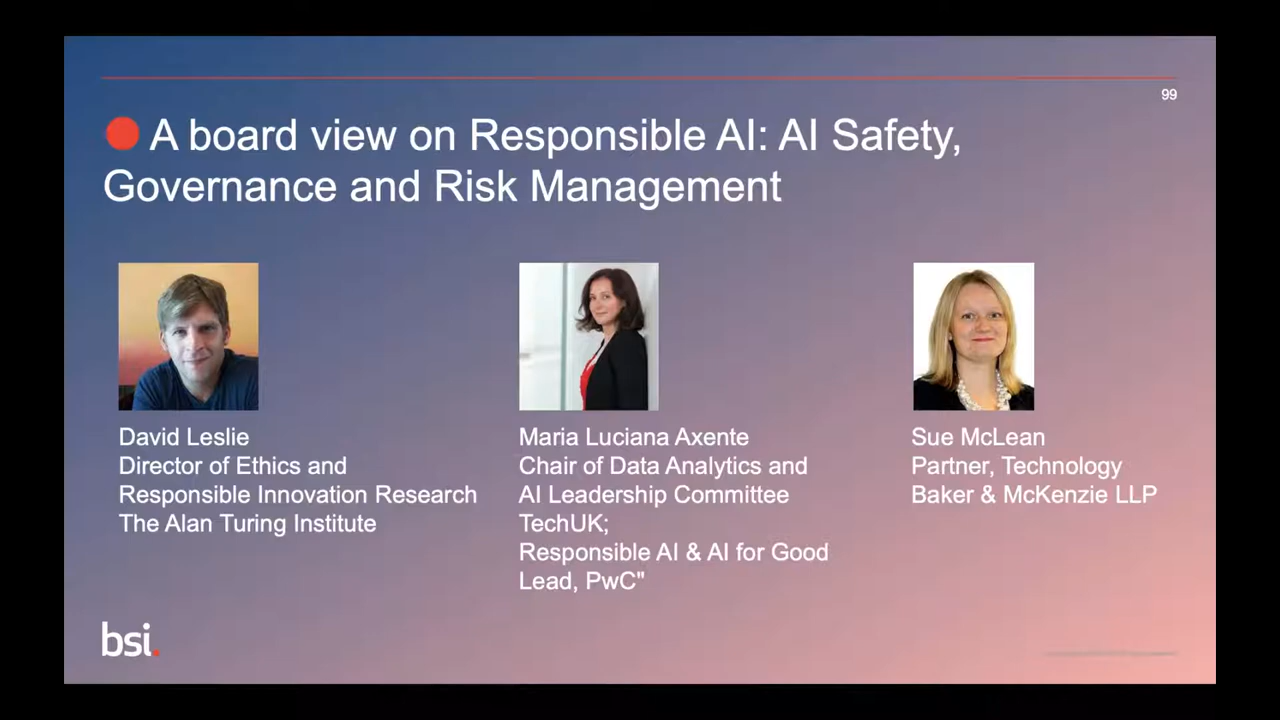 99
A board view on Responsible AI: AI Safety,
Governance and Risk Management
David Leslie
Director of Ethics and
Responsible Innovation Research
The Alan Turing Institute
Maria Luciana Axente
Chair of Data Analytics and
AI Leadership Committee
TechUK;
Responsible AI & AI for Good
Lead, PwC"
Sue McLean
Partner, Technology
Baker & McKenzie LLP
bsi.